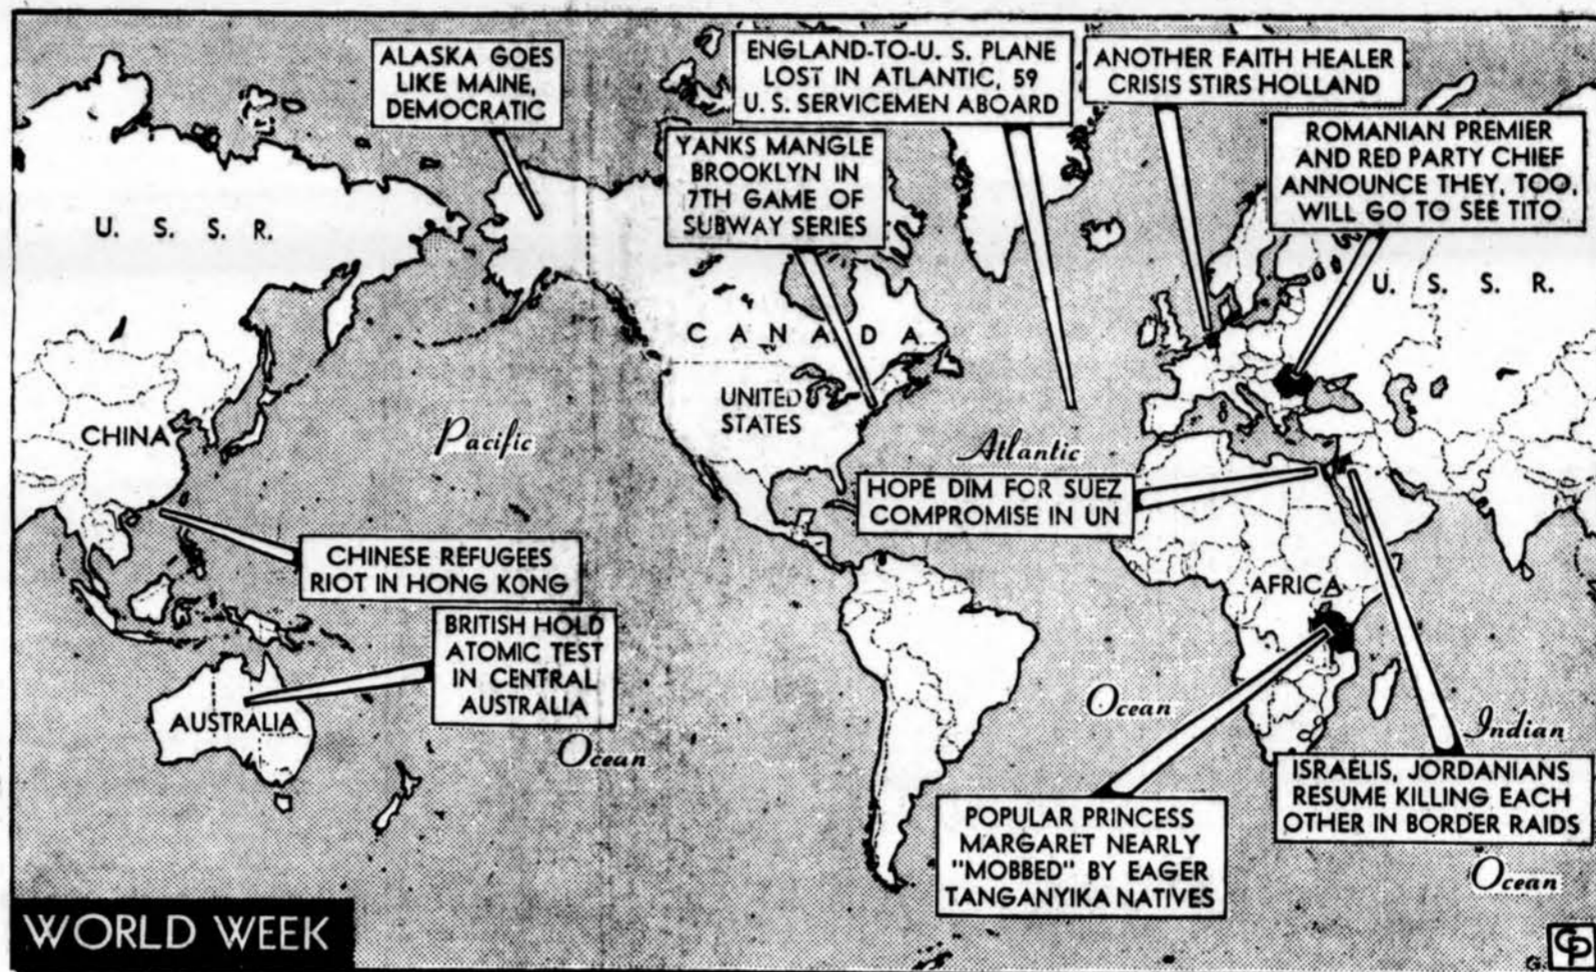 ALASKA GOES
LIKE MAINE,
DEMOCRATIC
ENGLAND-TO-U. S. PLANE
LOST IN ATLANTIC, 59
U. S. SERVICEMEN ABOARD
ANOTHER FAITH HEALER
CRISIS STIRS HOLLAND
YANKS MANGLE
BROOKLYN IN
7TH GAME OF
SUBWAY SERIES
ROMANIAN PREMIER
AND RED PARTY CHIEF
ANNOUNCE THEY, TOO,
WILL GO TO SEE TITO
U. S. S. R.
U. S. S. R.
CANADA
UNITED
STATES
CHINA
Pacific
Atlantic
HOPE DIM FOR SUEZ
COMPROMISE IN UN
CHINESE REFUGEES
RIOT IN HONG KONG
AFRICA
BRITISH HOLD
ATOMIC TEST
IN CENTRAL
AUSTRALIA
AUSTRALIA
Ocean
Ocean
Indian
ISRAELIS, JORDANIANS
RESUME KILLING EACH
OTHER IN BORDER RAIDS
POPULAR PRINCESS
MARGARET NEARLY
"MOBBED" BY EAGER
TANGANYIKA NATIVES
Ocean
WORLD WEEK
G.
CP